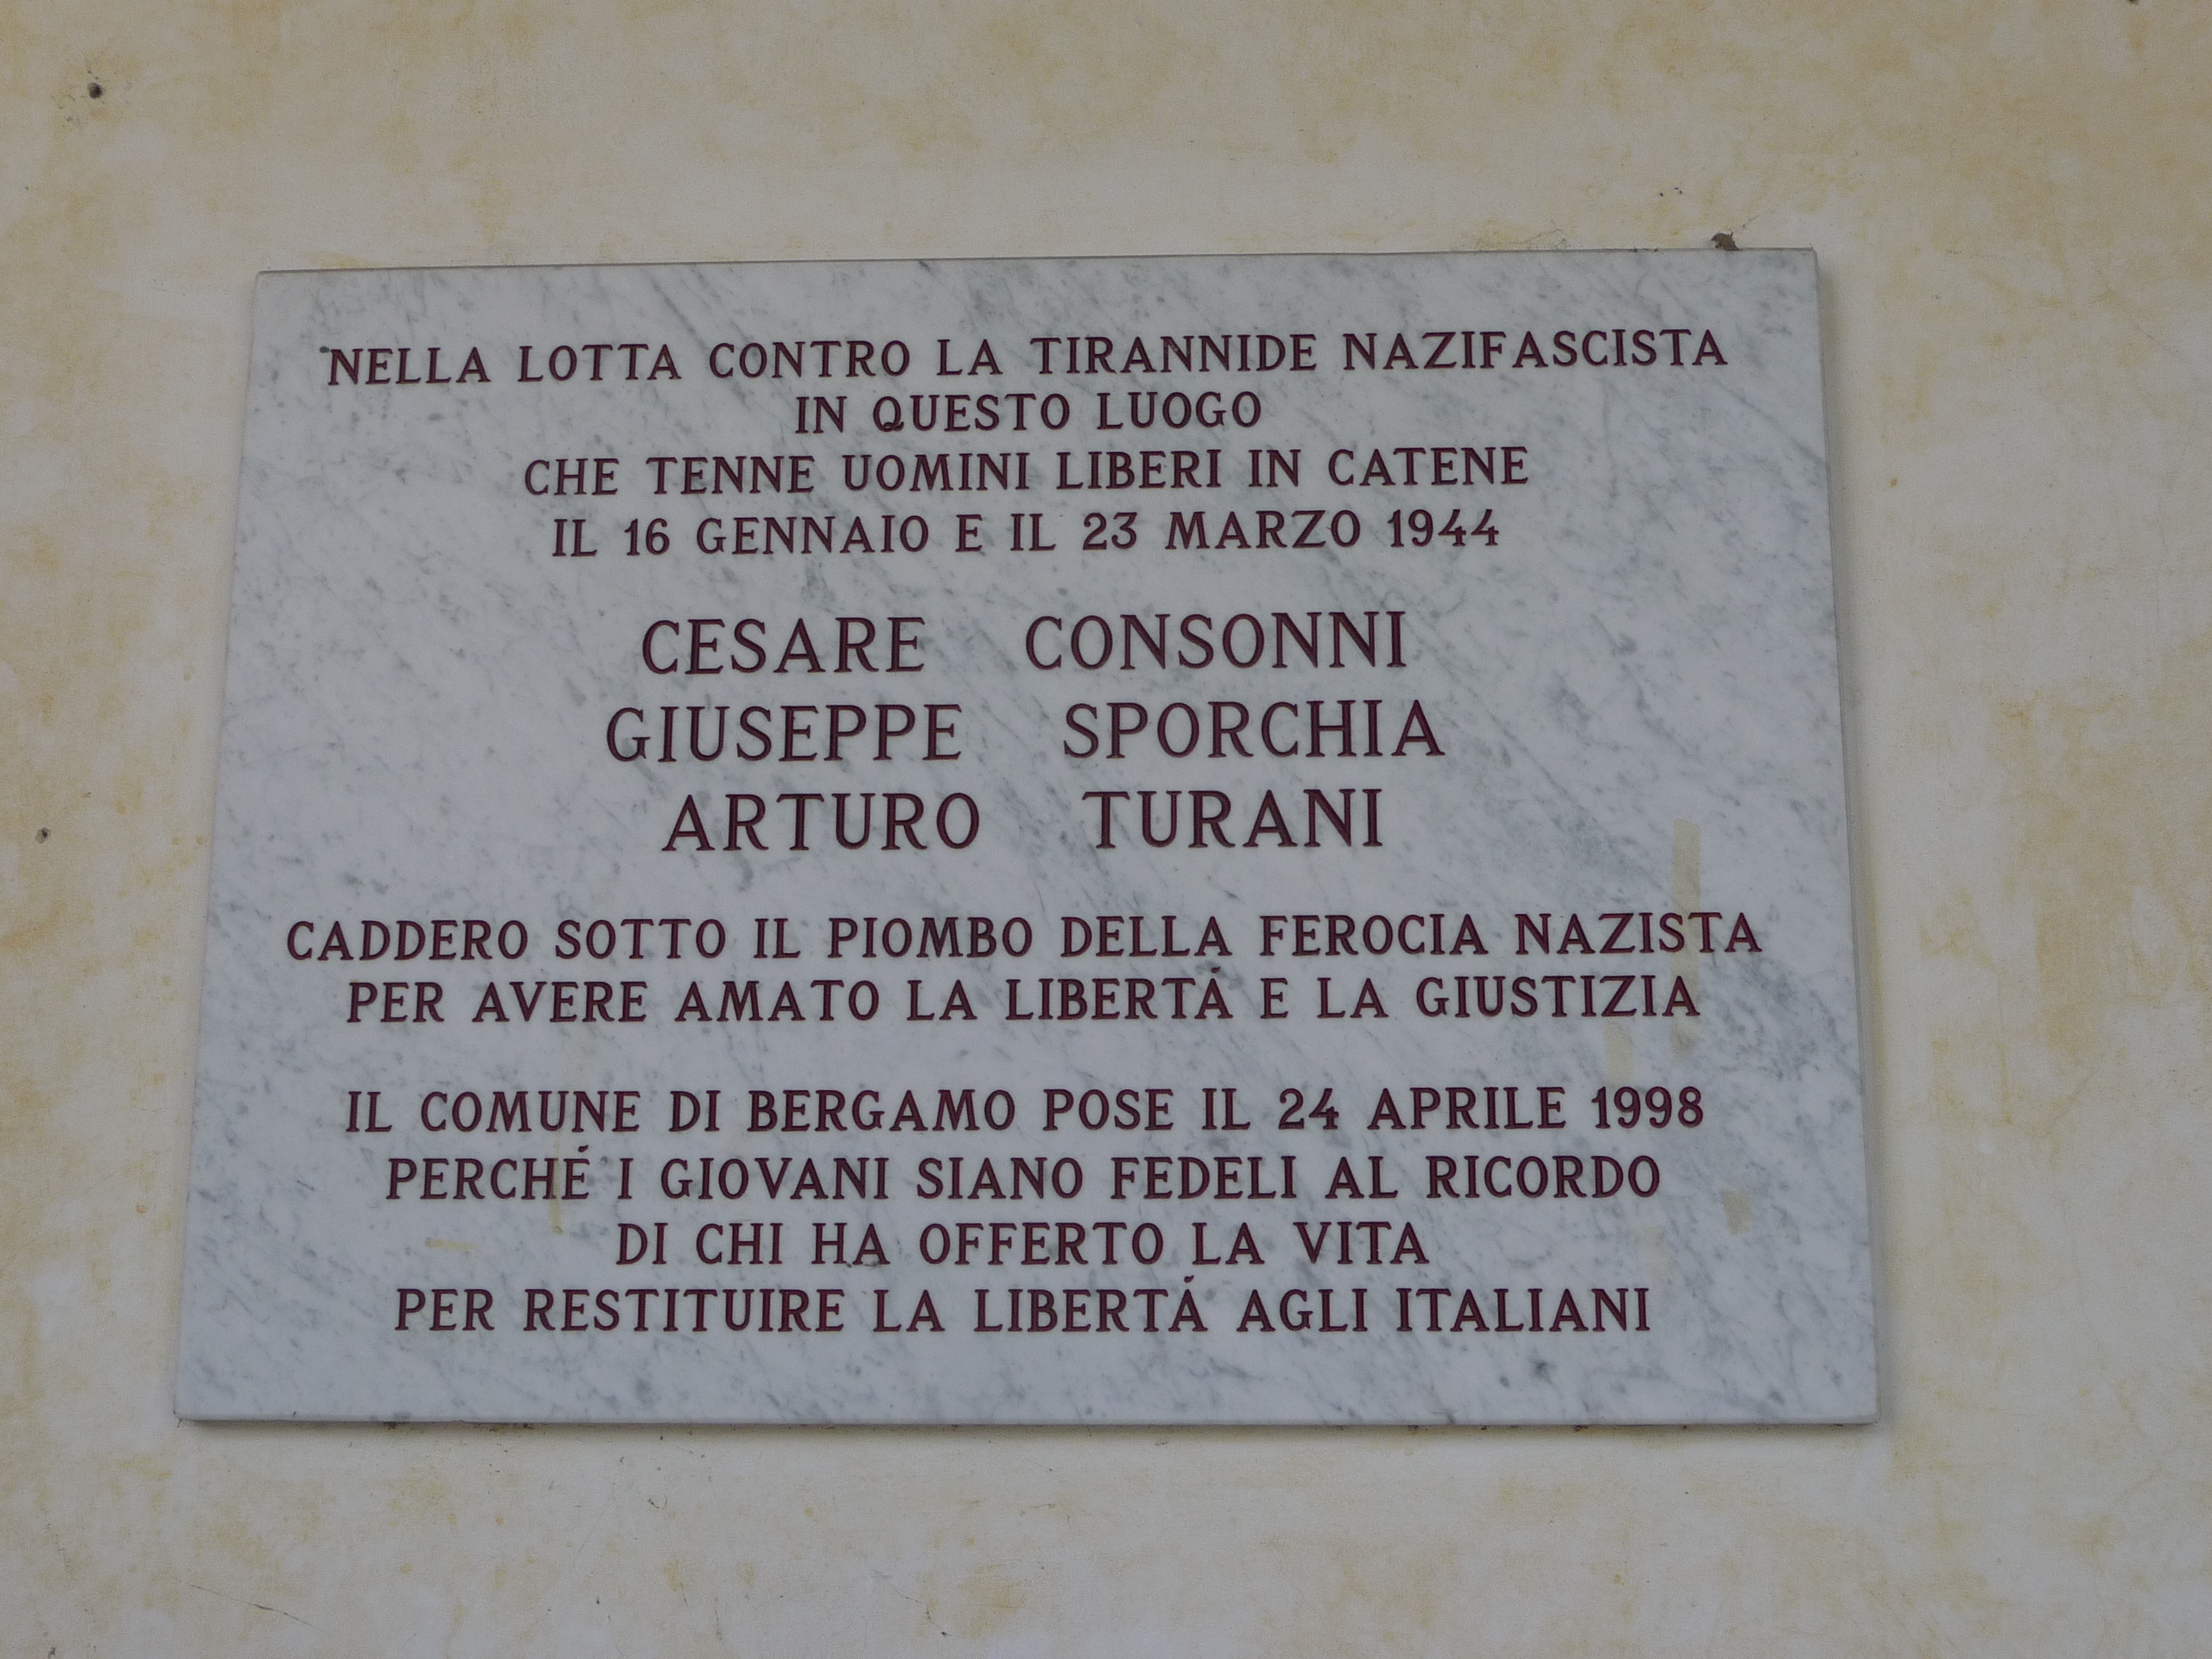 NELLA LOTTA CONTRO LA TIRANNIDE NAZIFASCISTA
IN QUESTO LUOGO
CHE TENNE UOMINI LIBERI IN CATENE
IL 16 GENNAIO E IL 23 MARZO 1944
CESARE CONSONNI
GIUSEPPE SPORCHIA
ARTURO TURANI
CADDERO SOTTO IL PIOMBO DELLA FEROCIA NAZISTA
PER AVERE AMATO LA LIBERTÁ E LA GIUSTIZIA
IL COMUNE DI BERGAMO POSE IL 24 APRILE 1998
PERCHÉ I GIOVANI SIANO FEDELI AL RICORDO
DI CHI HA OFFERTO LA VITA
PER RESTITUIRE LA LIBERTÁ AGLI ITALIANI